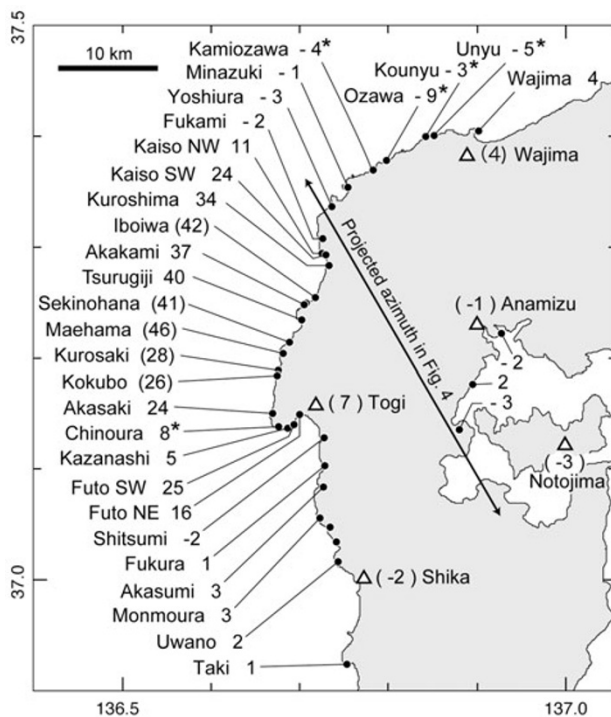 37.5
10 km
Kamiozawa - 4*
Unyu - 5*
Minazuki - 1
Kounyu - 3*
Wajima 4
Yoshiura - 3
Ozawa - 9*
Fukami - 2
Kaiso NW 11
(4) Wajima
Kaiso SW 24
Kuroshima 34
Iboiwa (42)
Akakami 37
Tsurugiji 40
Projected azimuth in Fig. 4
Sekinohana (41)
(-1) Anamizu
Maehama (46)
- 2
Kurosaki (28)
Kokubo (26)
2
Akasaki 24
(7) Togi
- 3
Chinoura 8*
Kazanashi 5
(-3)
Notojima
Futo SW 25
Futo NE 16
Shitsumi -2
Fukura 1
37.0
(-2) Shika
Akasumi 3
Monmoura 3
Uwano 2
Taki 1
136.5
137.0